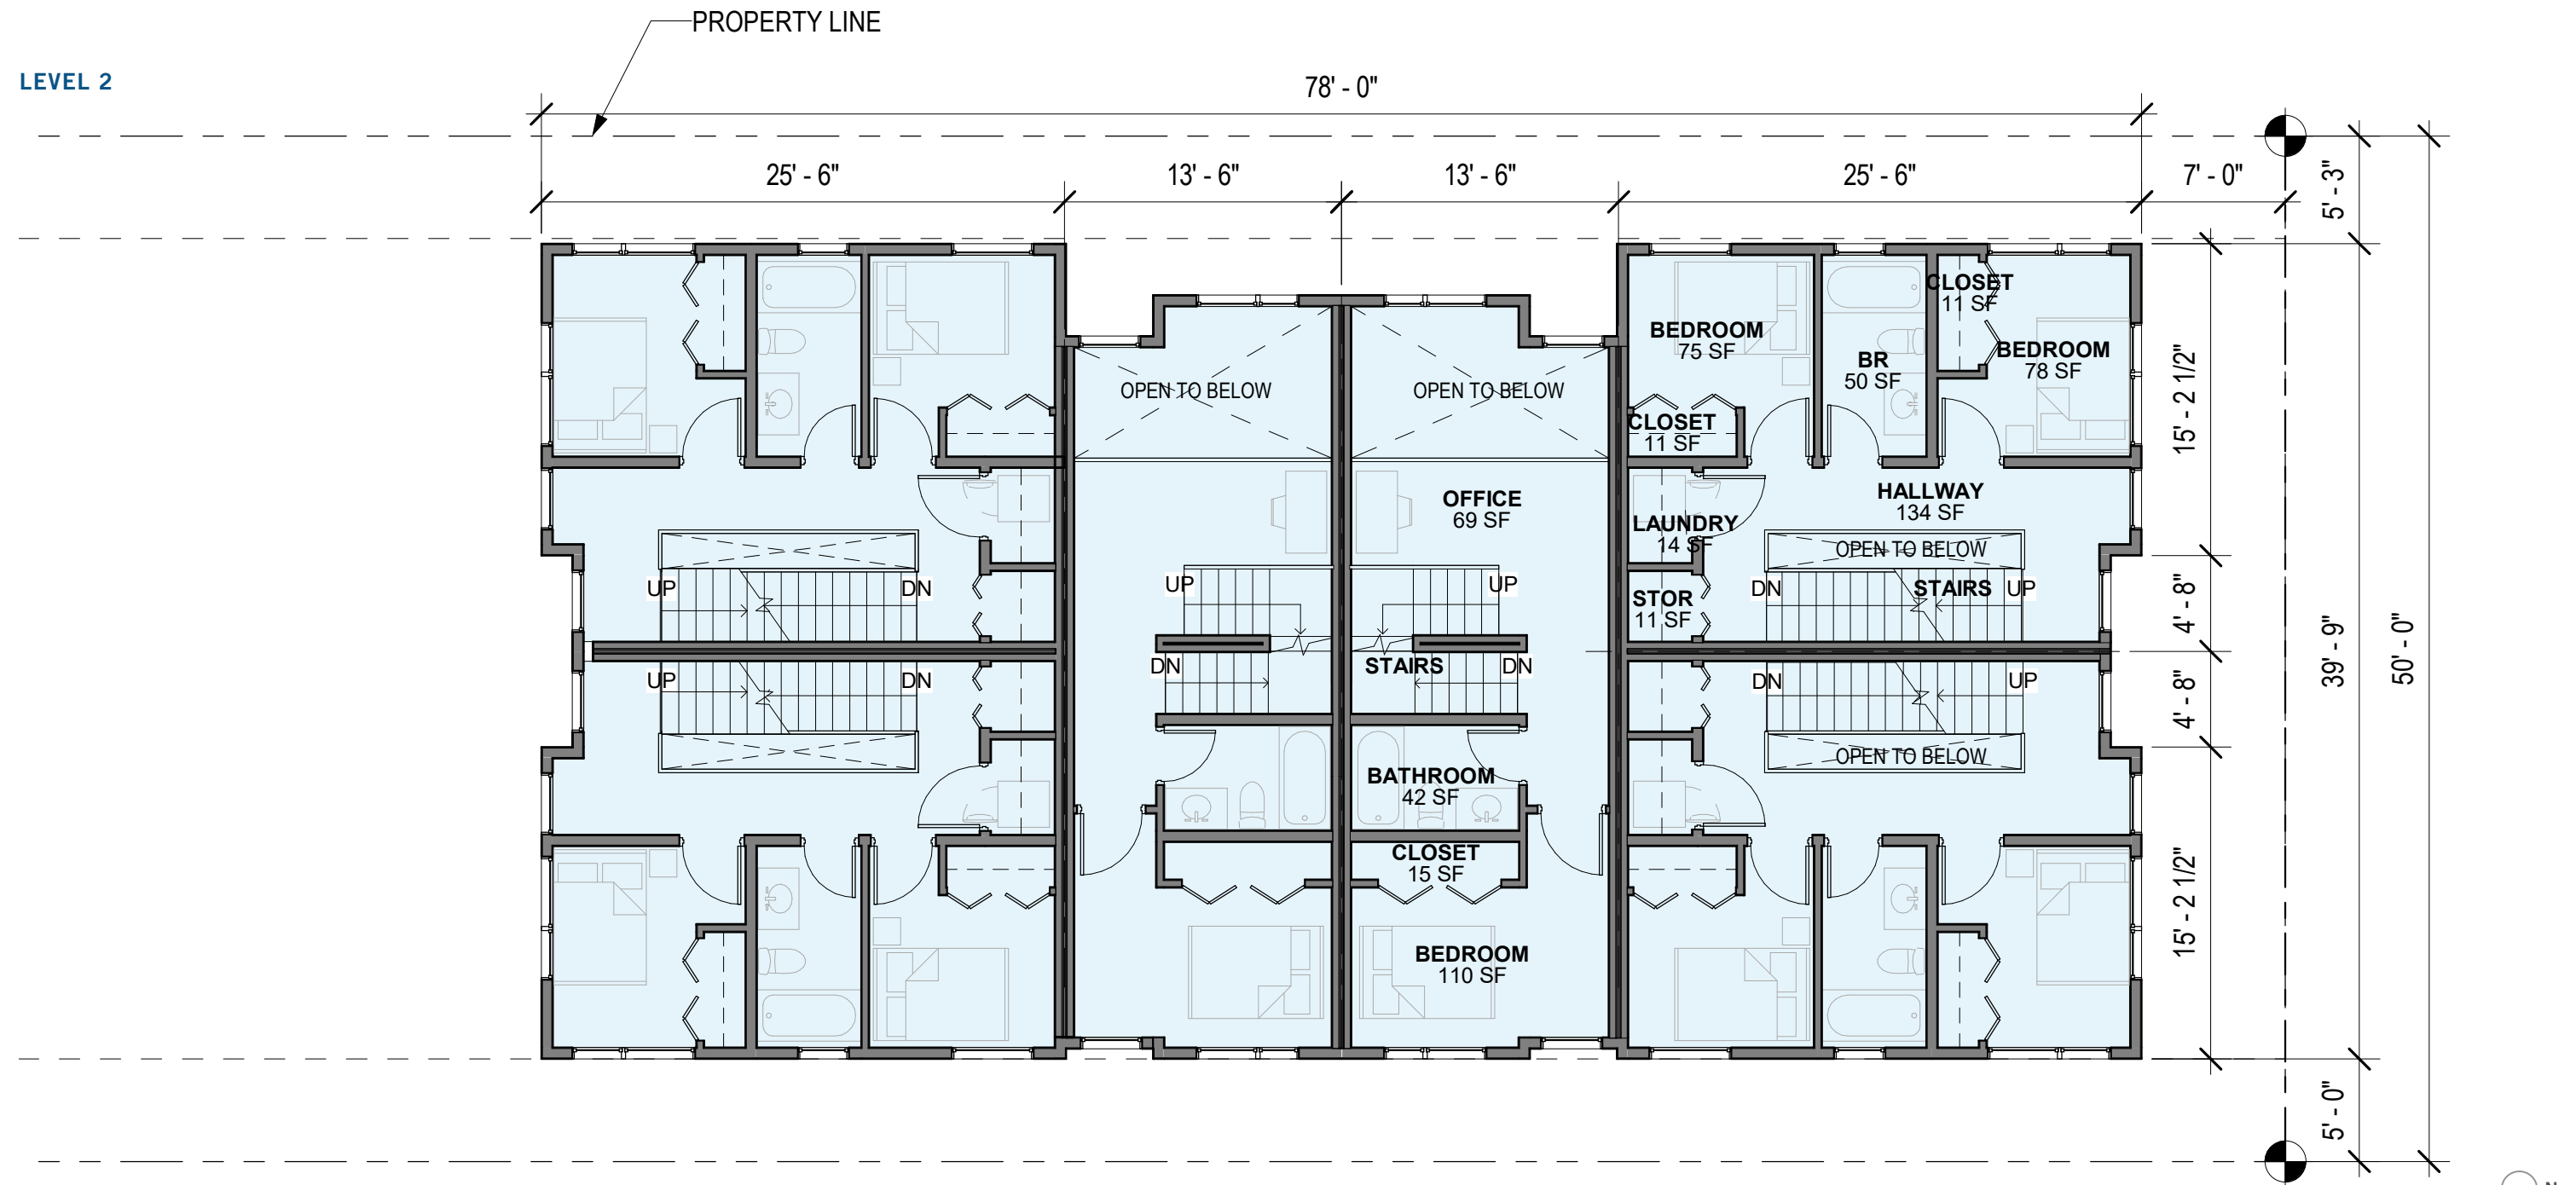 PROPERTY LINE
LEVEL 2
78' - 0"
25' - 6"
13' - 6"
13' - 6"
25' - 6"
7' - 0"
5' - 3"
CLOSET
11 SF
BEDROOM
75 SF
BR
50 SF
BEDROOM
78 SF
OPEN TO BELOW
OPEN TO BELOW
CLOSET
11 SF
15' - 2 1/2"
OFFICE
69 SF
HALLWAY
134 SF
LAUNDRY
14 SF
OPEN TO BELOW
UP
DN
UP
UP
DN
STAIRS
UP
STOR
11 SF
4' - 8"
39' - 9"
50' - 0"
UP
DN
DN
STAIRS
DN
DN
UP
4' - 8"
OPEN TO BELOW
BATHROOM
42 SF
CLOSET
15 SF
15' - 2 1/2"
BEDROOM
110 SF
5' - 0"